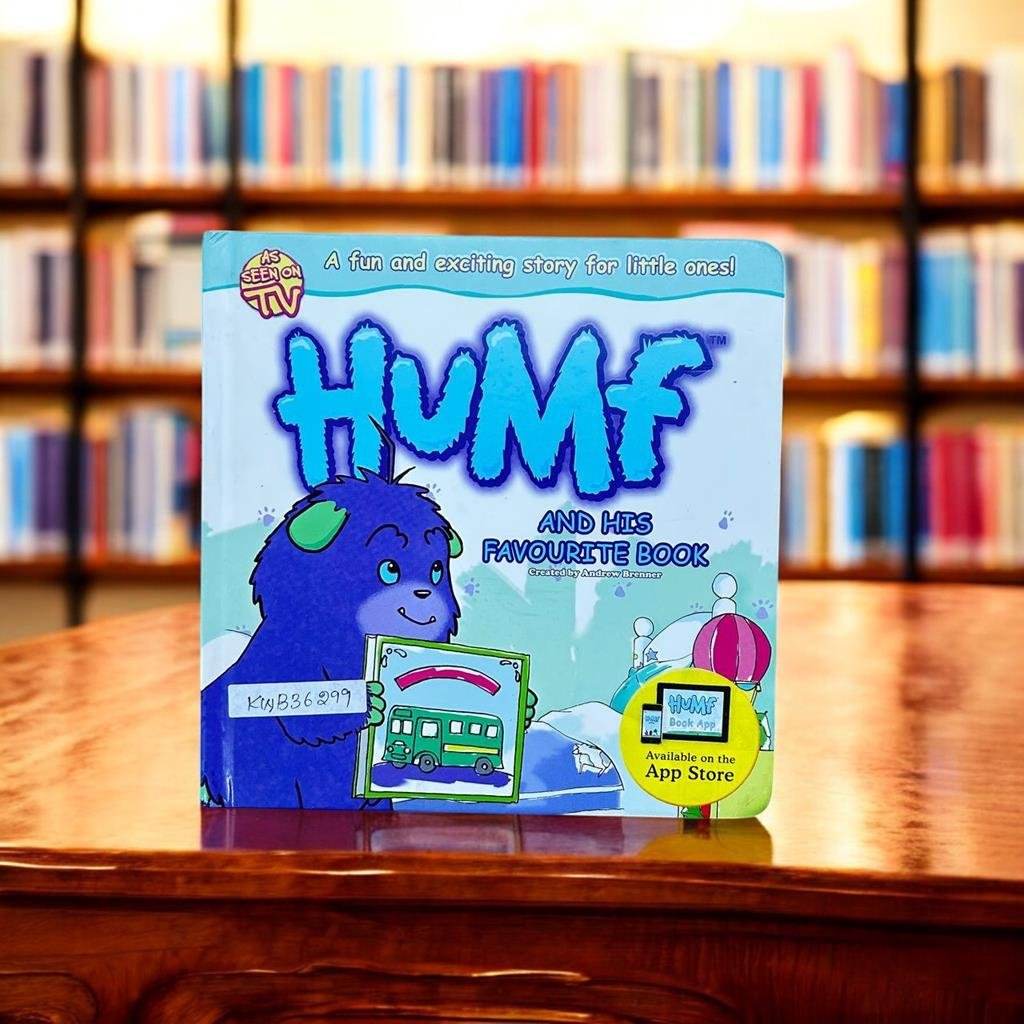 AS
SEEN ON
TV
A fun and exciting story for little ones!
HUMF™
AND HIS
FAVOURITE BOOK
Created by Andrew Brenner
KWB36299
HUMF
HUMF
Book App
Available on the
App Store